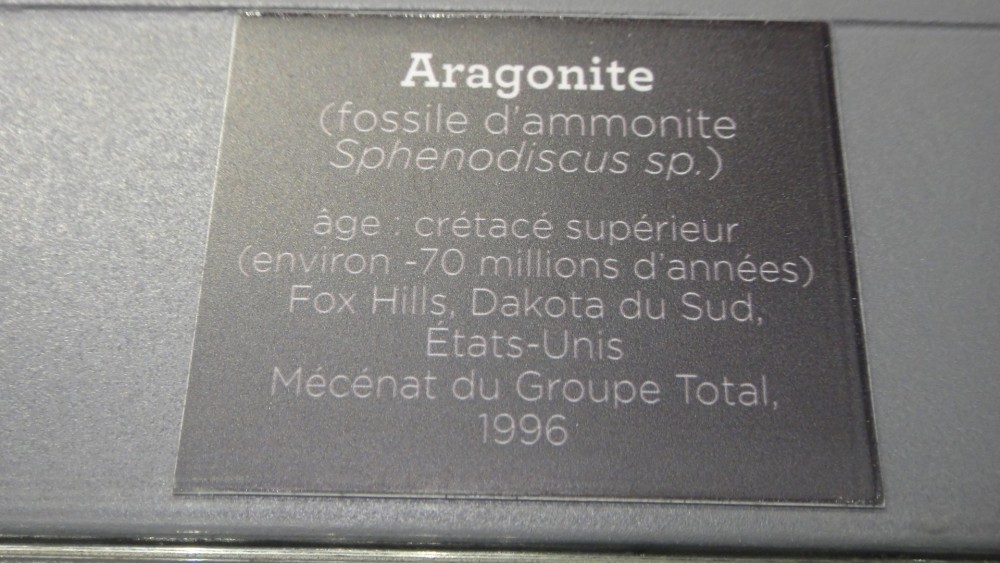 Aragonite
(fossile d'ammonite
Sphenodiscus sp.)
âge : crétacé supérieur
(environ -70 millions d'années)
Fox Hills, Dakota du Sud,
États-Unis
Mécénat du Groupe Total,
1996